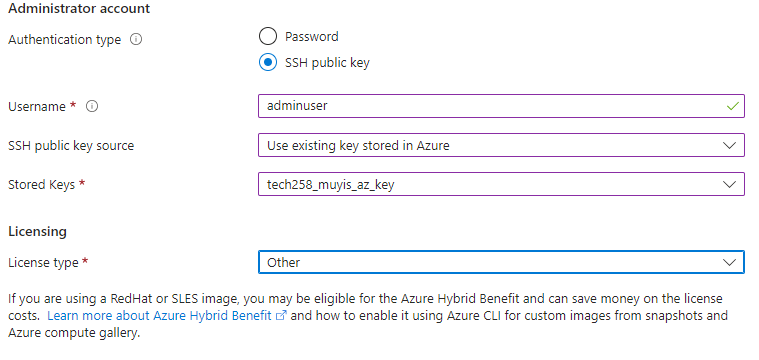 Administrator account
Authentication type
Password
SSH public key
Username *
adminuser
SSH public key source
Use existing key stored in Azure
Stored Keys *
tech258_muyis_az_key
Licensing
License type *
Other
If you are using a RedHat or SLES image, you may be eligible for the Azure Hybrid Benefit and can save money on the license
costs. Learn more about Azure Hybrid Benefit and how to enable it using Azure CLI for custom images from snapshots and
Azure compute gallery.